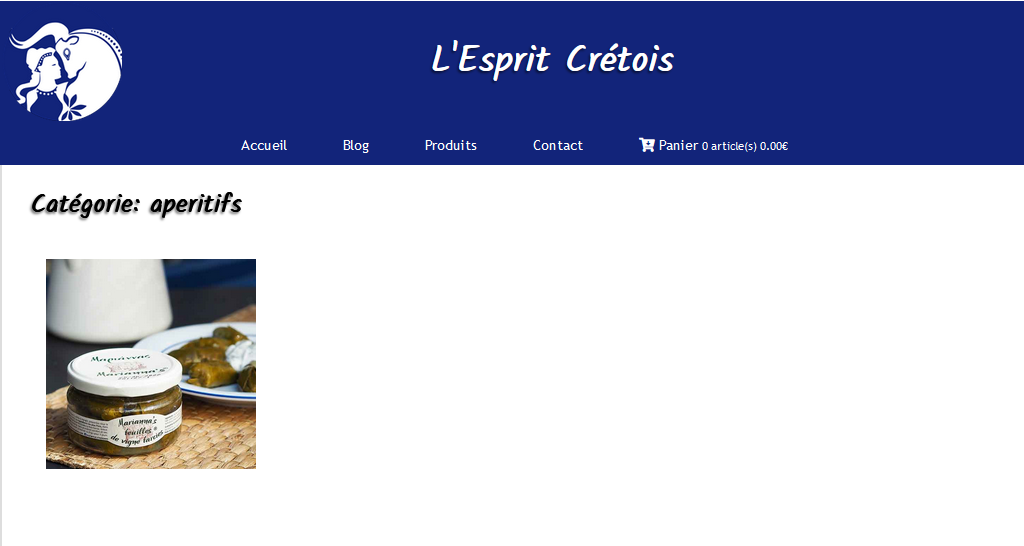 L'Esprit Crétois
Accueil Blog Produits Contact Panier 0 article(s) 0.00€
Catégorie: aperitifs
Μαριάννας
Marianna's
Marianna's
feuilles
de vigne farcies